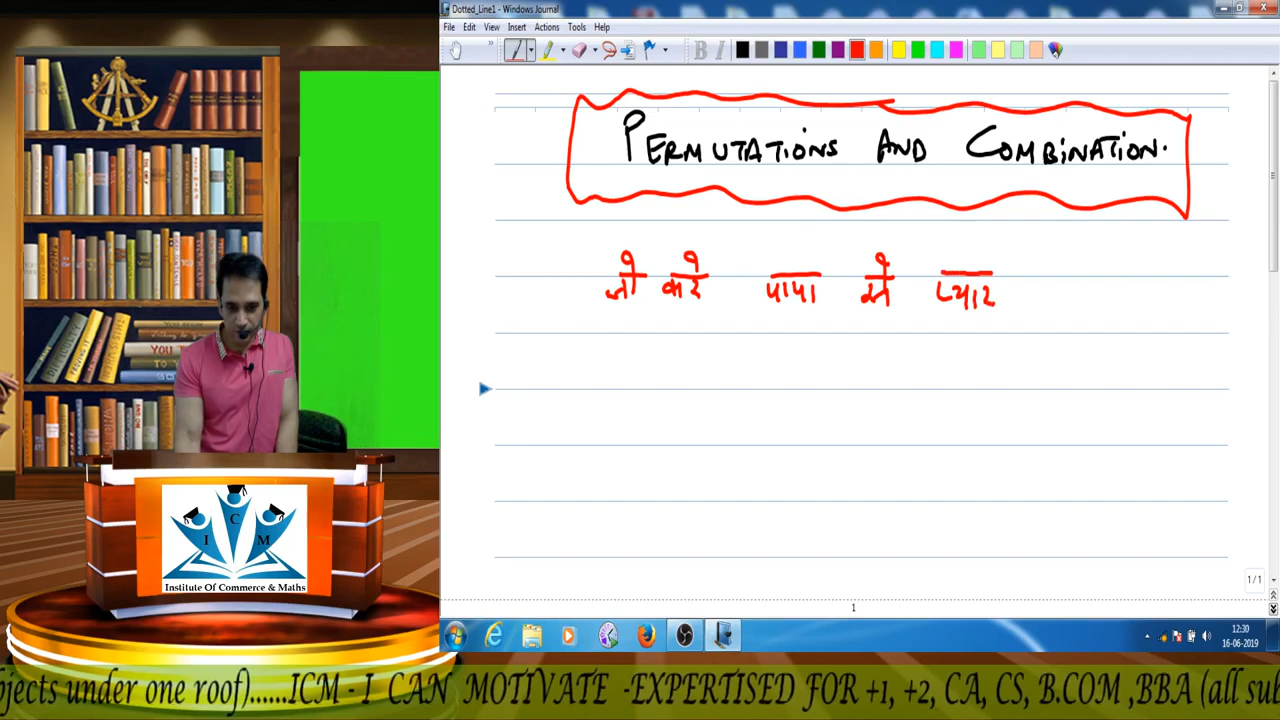 Dotted_Line1 - Windows Journal
File Edit View Insert Actions Tools Help
PERMUTATIONS AND COMBINATION.
जो करे पापा से प्यार
1/1
1
I C M
Institute Of Commerce & Maths
12:30
16-06-2019
bjects under one roof)......ICM - I CAN MOTIVATE -EXPERTISED FOR +1, +2, CA, CS, B.COM ,BBA (all sub